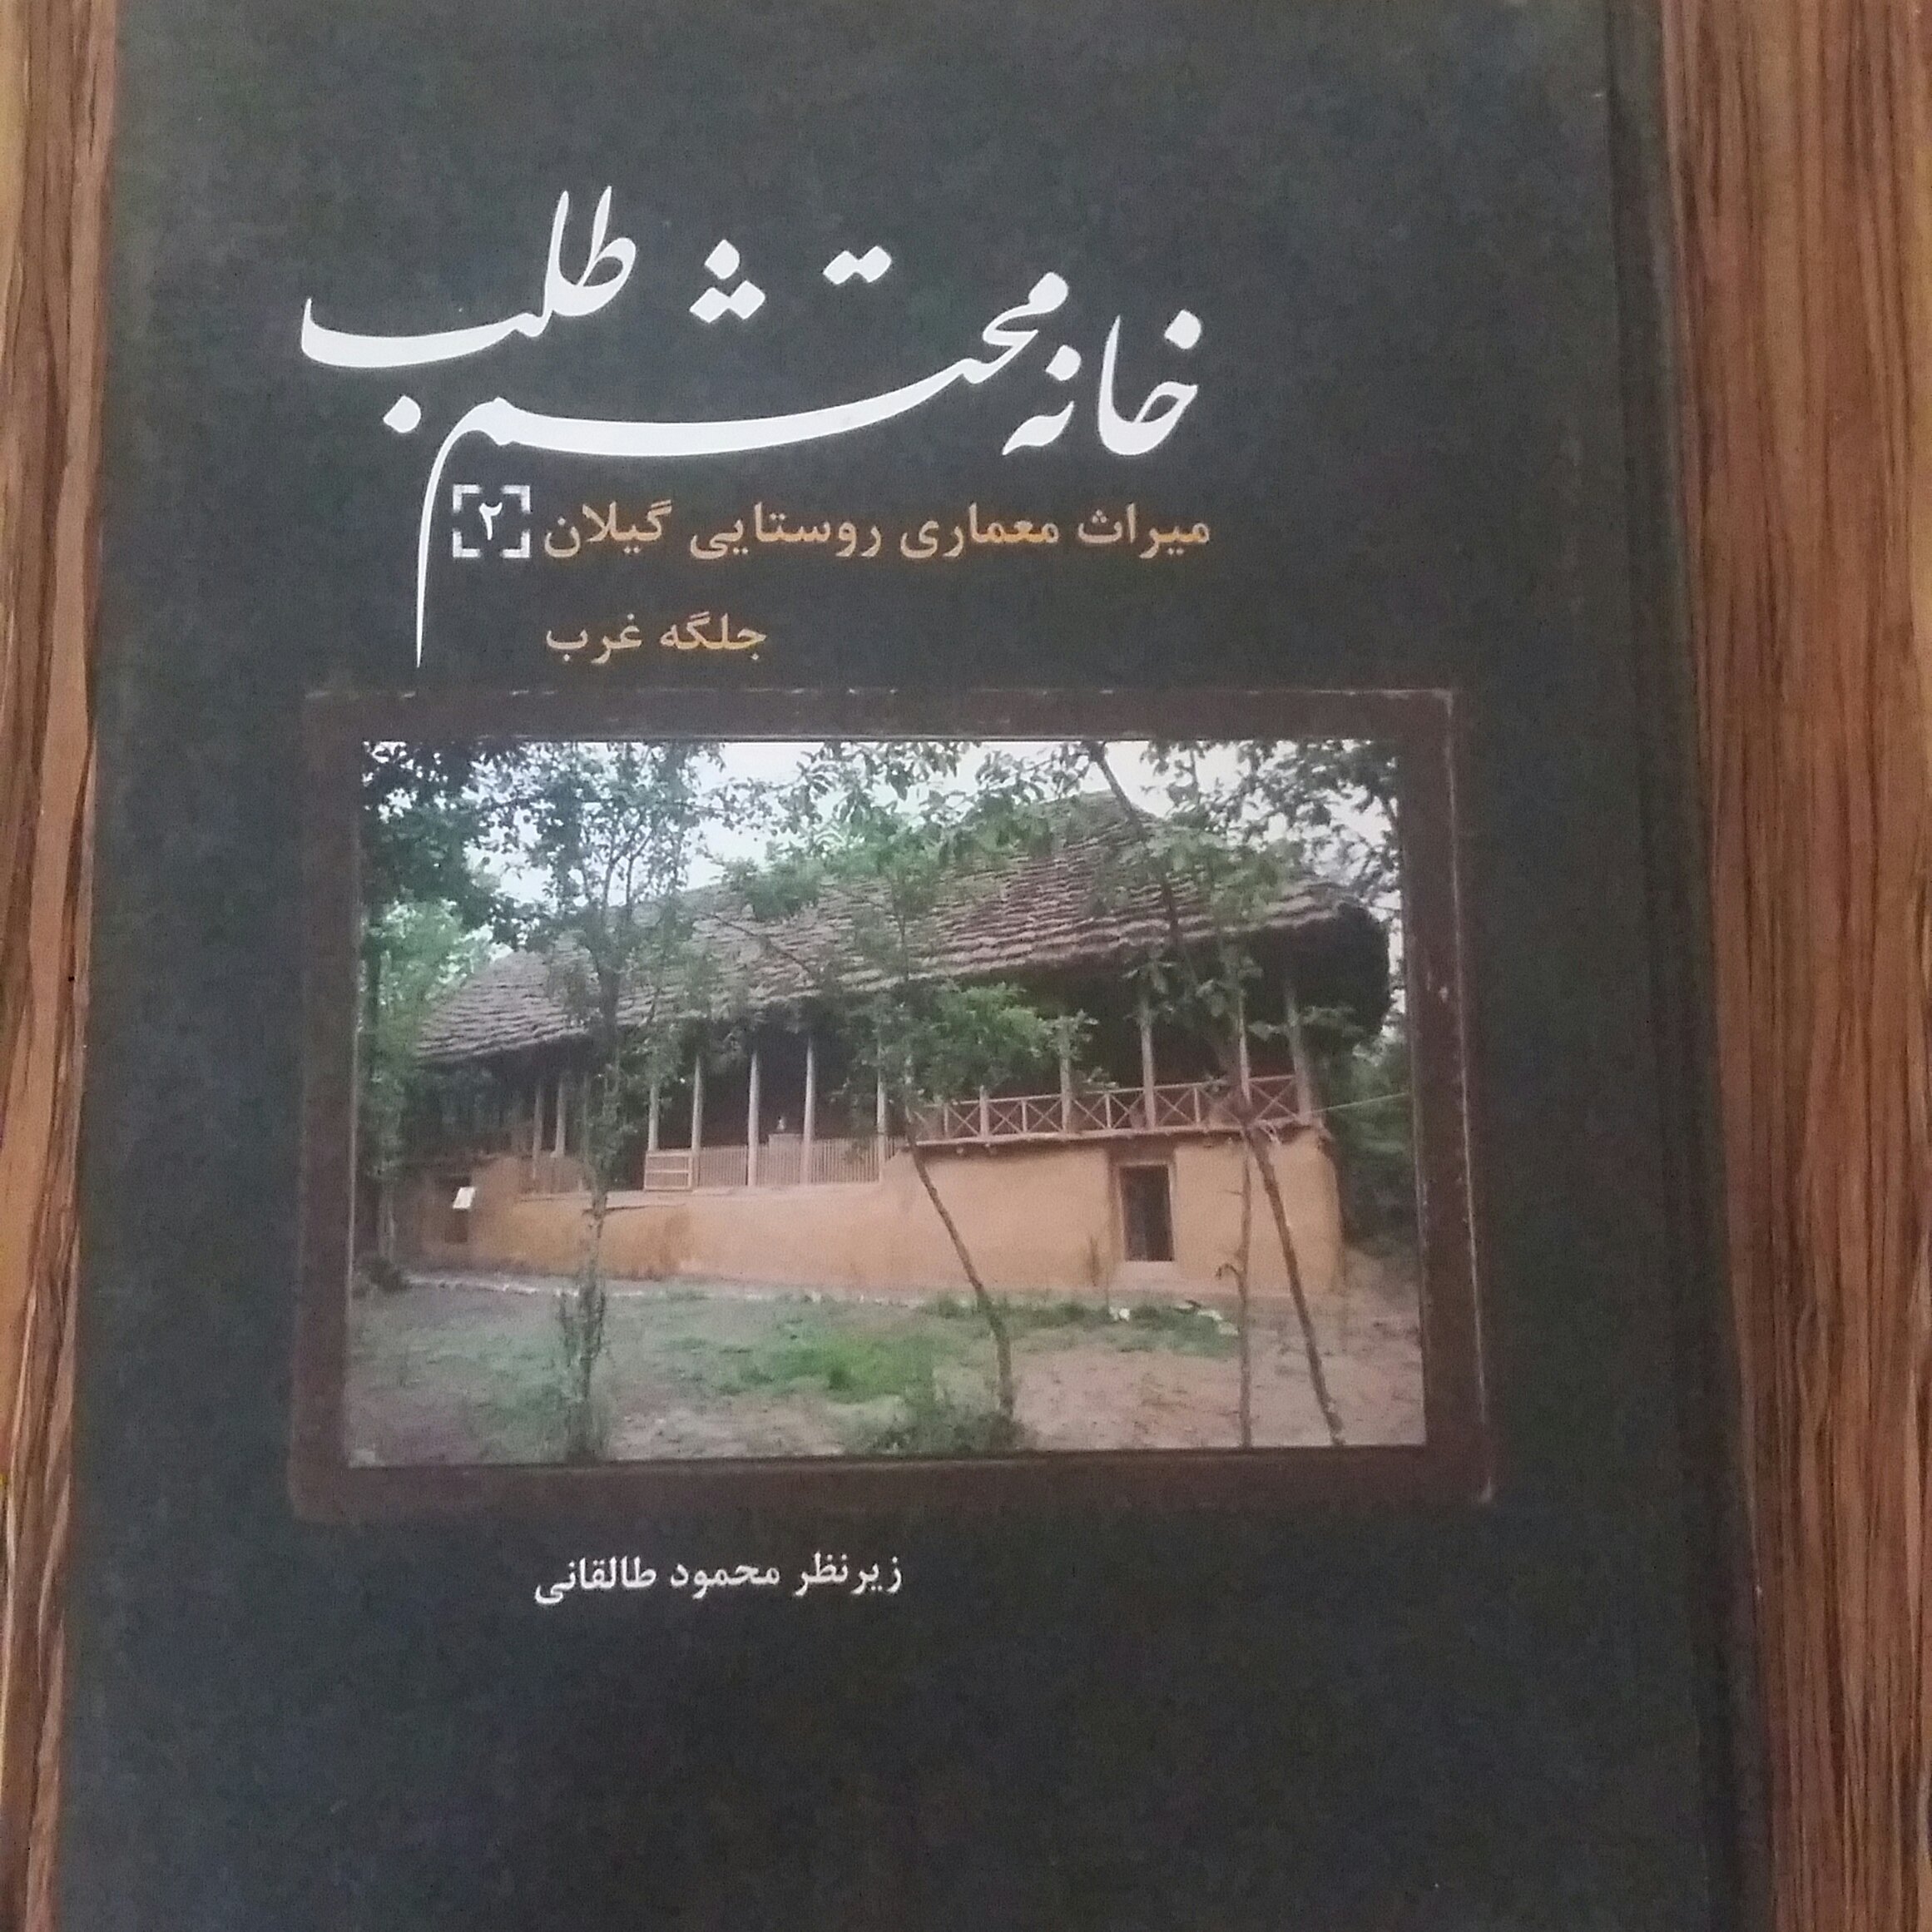 خانه محتشم طلب
میراث معماری روستایی گیلان [۲]
جلگه غرب
زیرنظر محمود طالقانی